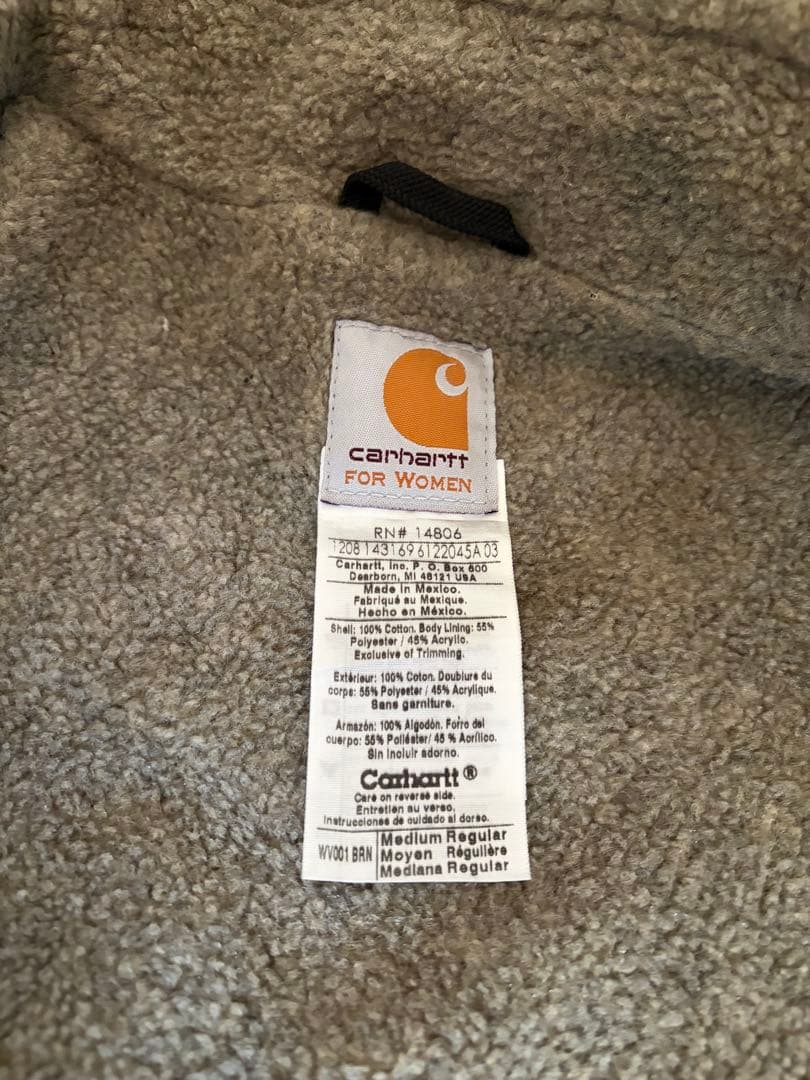 carhartt
FOR WOMEN
RN# 14806
1208 143169 6122045A 03
Carhartt, Inc. P. O. Box 600
Dearborn, MI 48121 USA
Made in Mexico.
Fabriqué au Mexique.
Hecho en México.
Shell: 100% Cotton. Body Lining: 55%
Polyester / 45% Acrylic.
Exclusive of Trimming.
Extérieur: 100% Coton. Doublure du
corps: 55% Polyester / 45% Acrylique.
Sans garniture.
Armazón: 100% Algodón. Forro del
cuerpo: 55% Poliéster/ 45 % Acrílico.
Sin incluir adorno.
Carhartt®
Care on reverse side.
Entretien au verso.
Instrucciones de cuidado al dorso.
WV001 BRN
Medium Regular
Moyen Régulière
Mediana Regular